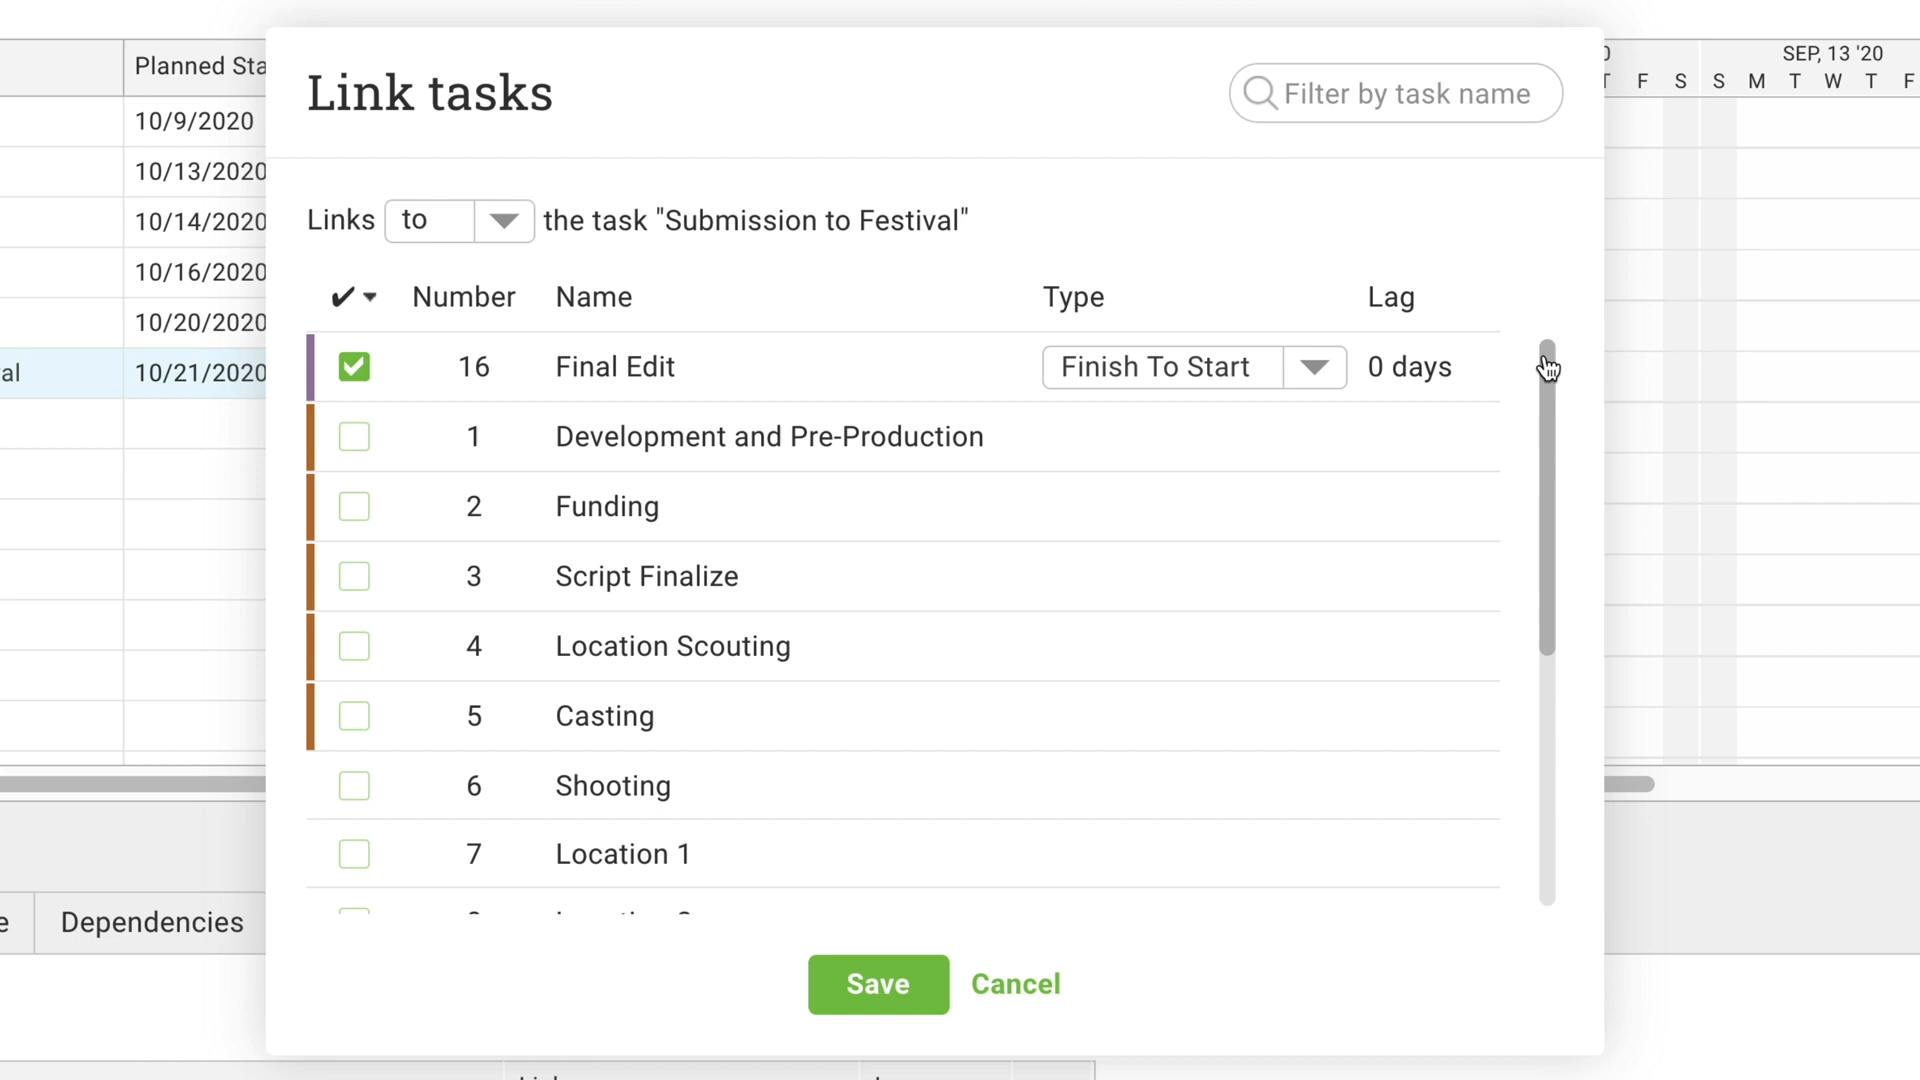 Planned Sta
10/9/2020
10/13/2020
10/14/2020
10/16/2020
10/20/2020
al
10/21/2020
Dependencies
Link tasks
Filter by task name
Links to the task "Submission to Festival"
Number Name Type Lag
16 Final Edit Finish To Start 0 days
1 Development and Pre-Production
2 Funding
3 Script Finalize
4 Location Scouting
5 Casting
6 Shooting
7 Location 1
Save Cancel
SEP, 13 '20
T F S S M T W T F